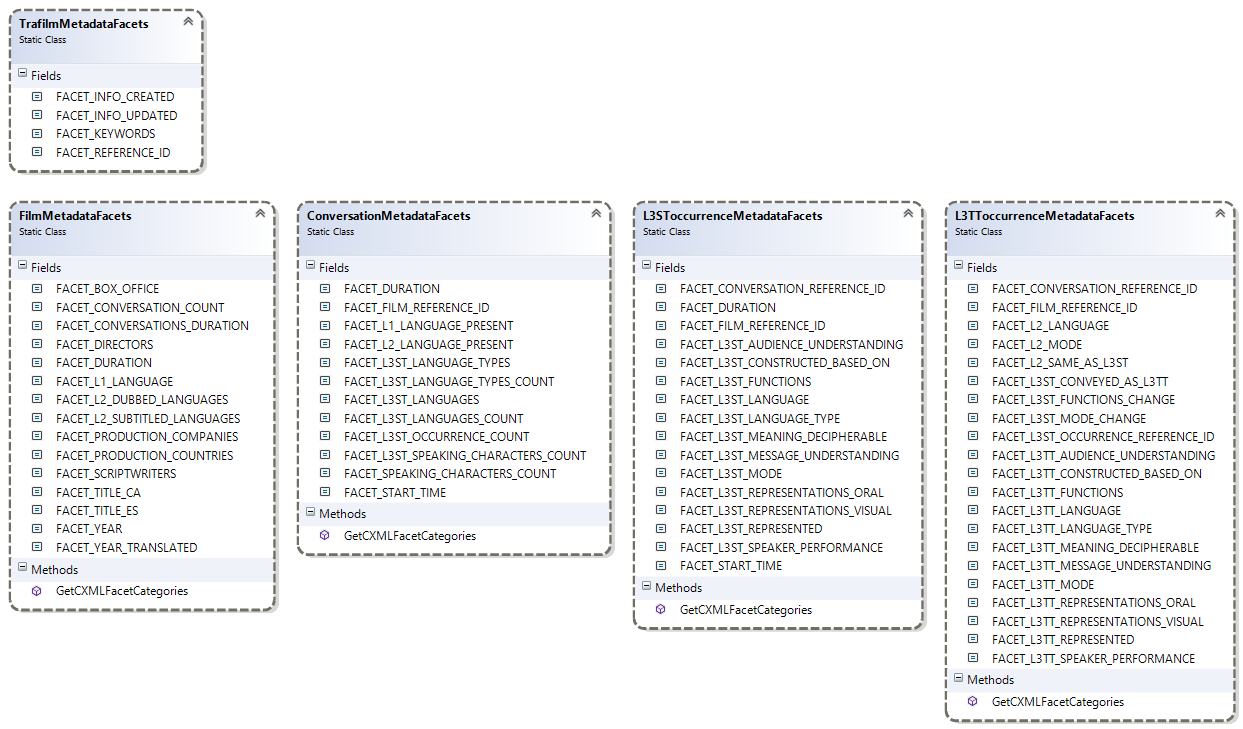 TrafilmMetadataFacets
Static Class
Fields
FACET_INFO_CREATED
FACET_INFO_UPDATED
FACET_KEYWORDS
FACET_REFERENCE_ID
FilmMetadataFacets
Static Class
Fields
FACET_BOX_OFFICE
FACET_CONVERSATION_COUNT
FACET_CONVERSATIONS_DURATION
FACET_DIRECTORS
FACET_DURATION
FACET_L1_LANGUAGE
FACET_L2_DUBBED_LANGUAGES
FACET_L2_SUBTITLED_LANGUAGES
FACET_PRODUCTION_COMPANIES
FACET_PRODUCTION_COUNTRIES
FACET_SCRIPTWRITERS
FACET_TITLE_CA
FACET_TITLE_ES
FACET_YEAR
FACET_YEAR_TRANSLATED
Methods
GetCXMLFacetCategories
ConversationMetadataFacets
Static Class
Fields
FACET_DURATION
FACET_FILM_REFERENCE_ID
FACET_L1_LANGUAGE_PRESENT
FACET_L2_LANGUAGE_PRESENT
FACET_L3ST_LANGUAGE_TYPES
FACET_L3ST_LANGUAGE_TYPES_COUNT
FACET_L3ST_LANGUAGES
FACET_L3ST_LANGUAGES_COUNT
FACET_L3ST_OCCURRENCE_COUNT
FACET_L3ST_SPEAKING_CHARACTERS_COUNT
FACET_SPEAKING_CHARACTERS_COUNT
FACET_START_TIME
Methods
GetCXMLFacetCategories
L3SToccurrenceMetadataFacets
Static Class
Fields
FACET_CONVERSATION_REFERENCE_ID
FACET_DURATION
FACET_FILM_REFERENCE_ID
FACET_L3ST_AUDIENCE_UNDERSTANDING
FACET_L3ST_CONSTRUCTED_BASED_ON
FACET_L3ST_FUNCTIONS
FACET_L3ST_LANGUAGE
FACET_L3ST_LANGUAGE_TYPE
FACET_L3ST_MEANING_DECIPHERABLE
FACET_L3ST_MESSAGE_UNDERSTANDING
FACET_L3ST_MODE
FACET_L3ST_REPRESENTATIONS_ORAL
FACET_L3ST_REPRESENTATIONS_VISUAL
FACET_L3ST_REPRESENTED
FACET_L3ST_SPEAKER_PERFORMANCE
FACET_START_TIME
Methods
GetCXMLFacetCategories
L3TToccurrenceMetadataFacets
Static Class
Fields
FACET_CONVERSATION_REFERENCE_ID
FACET_FILM_REFERENCE_ID
FACET_L2_LANGUAGE
FACET_L2_MODE
FACET_L2_SAME_AS_L3ST
FACET_L3ST_CONVEYED_AS_L3TT
FACET_L3ST_FUNCTIONS_CHANGE
FACET_L3ST_MODE_CHANGE
FACET_L3ST_OCCURRENCE_REFERENCE_ID
FACET_L3TT_AUDIENCE_UNDERSTANDING
FACET_L3TT_CONSTRUCTED_BASED_ON
FACET_L3TT_FUNCTIONS
FACET_L3TT_LANGUAGE
FACET_L3TT_LANGUAGE_TYPE
FACET_L3TT_MEANING_DECIPHERABLE
FACET_L3TT_MESSAGE_UNDERSTANDING
FACET_L3TT_MODE
FACET_L3TT_REPRESENTATIONS_ORAL
FACET_L3TT_REPRESENTATIONS_VISUAL
FACET_L3TT_REPRESENTED
FACET_L3TT_SPEAKER_PERFORMANCE
Methods
GetCXMLFacetCategories